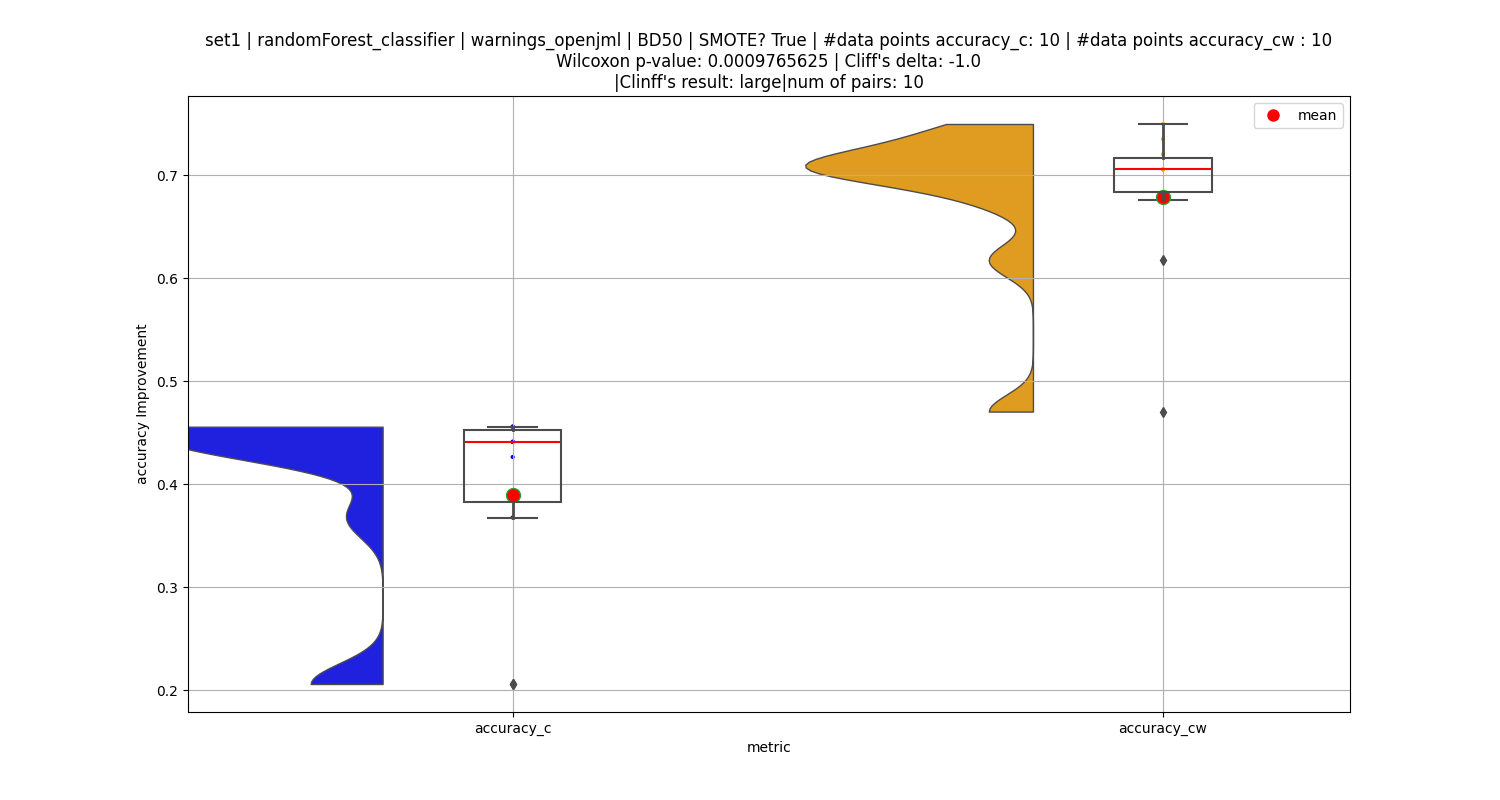 set1 | randomForest_classifier | warnings_openjml | BD50 | SMOTE? True | #data points accuracy_c: 10 | #data points accuracy_cw : 10
Wilcoxon p-value: 0.0009765625 | Cliff's delta: -1.0
|Clinff's result: large|num of pairs: 10
mean
0.7
0.6
0.5
0.4
0.3
0.2
accuracy Improvement
accuracy_c
accuracy_cw
metric